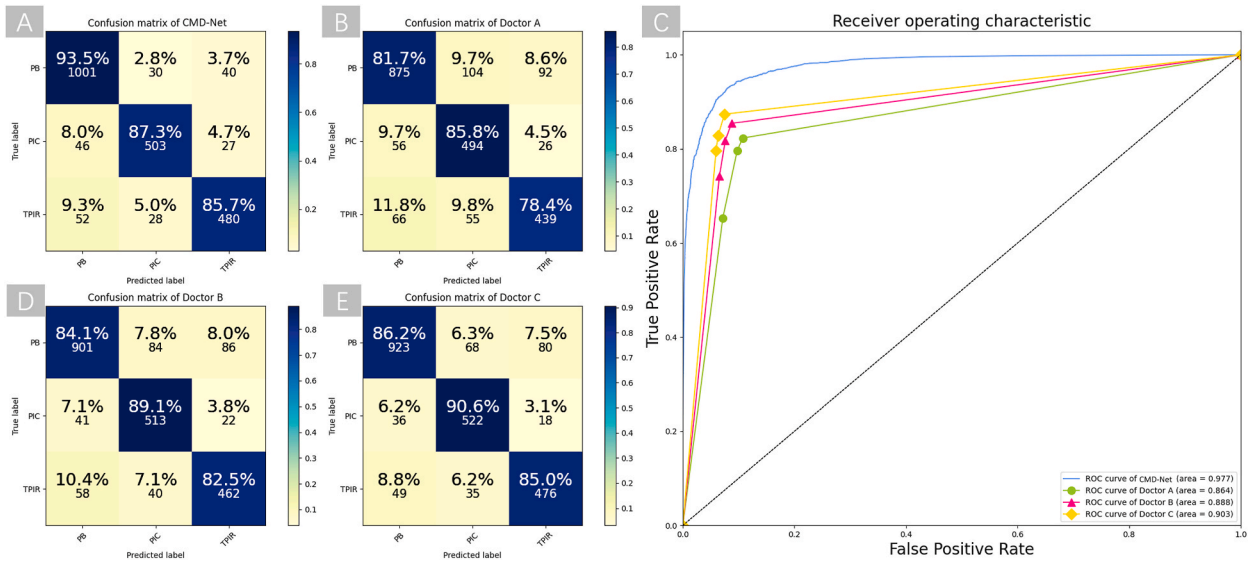 A
Confusion matrix of CMD-Net
PB
93.5% 2.8% 3.7%
1001 30 40
PIC
8.0% 87.3% 4.7%
46 503 27
TPIR
9.3% 5.0% 85.7%
52 28 480
True label
PB PIC TPIR
Predicted label
0.8
0.6
0.4
0.2
B
Confusion matrix of Doctor A
PB
81.7% 9.7% 8.6%
875 104 92
PIC
9.7% 85.8% 4.5%
56 494 26
TPIR
11.8% 9.8% 78.4%
66 55 439
True label
PB PIC TPIR
Predicted label
0.8
0.7
0.6
0.5
0.4
0.3
0.2
0.1
C
Receiver operating characteristic
True Positive Rate
1.0
0.8
0.6
0.4
0.2
0.0
0.0 0.2 0.4 0.6 0.8 1.0
False Positive Rate
ROC curve of CMD-Net (area = 0.977)
ROC curve of Doctor A (area = 0.864)
ROC curve of Doctor B (area = 0.888)
ROC curve of Doctor C (area = 0.903)
D
Confusion matrix of Doctor B
PB
84.1% 7.8% 8.0%
901 84 86
PIC
7.1% 89.1% 3.8%
41 513 22
TPIR
10.4% 7.1% 82.5%
58 40 462
True label
PB PIC TPIR
Predicted label
0.8
0.7
0.6
0.5
0.4
0.3
0.2
0.1
E
Confusion matrix of Doctor C
PB
86.2% 6.3% 7.5%
923 68 80
PIC
6.2% 90.6% 3.1%
36 522 18
TPIR
8.8% 6.2% 85.0%
49 35 476
True label
PB PIC TPIR
Predicted label
0.9
0.8
0.7
0.6
0.5
0.4
0.3
0.2
0.1